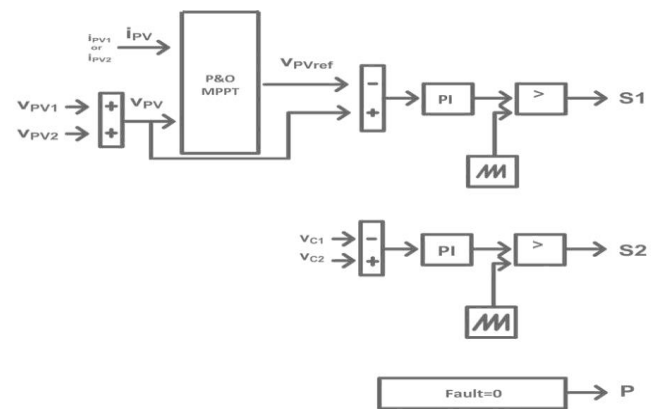 iPV1
or
iPV2
iPV
P&O
MPPT
vPVref
vPV1
vPV2
+
+
vPV
−
+
PI
>
S1
vC1
vC2
−
+
PI
>
S2
Fault=0
P